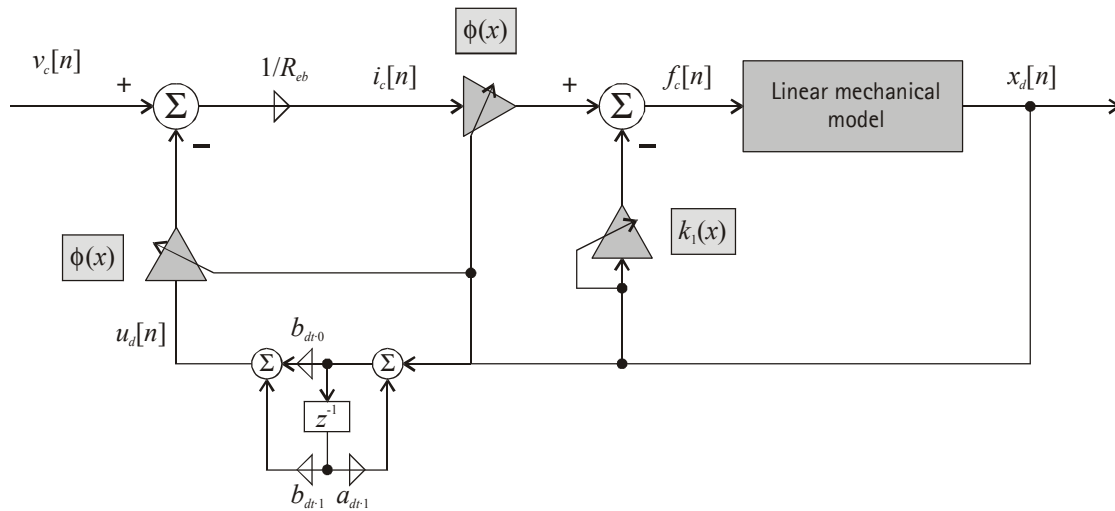 ϕ(x)
v_c[n]
+
Σ
1/R_eb
i_c[n]
+
Σ
f_c[n]
Linear mechanical
model
x_d[n]
−
−
ϕ(x)
k_1(x)
u_d[n]
b_dt·0
Σ
Σ
z^-1
b_dt·1
a_dt·1